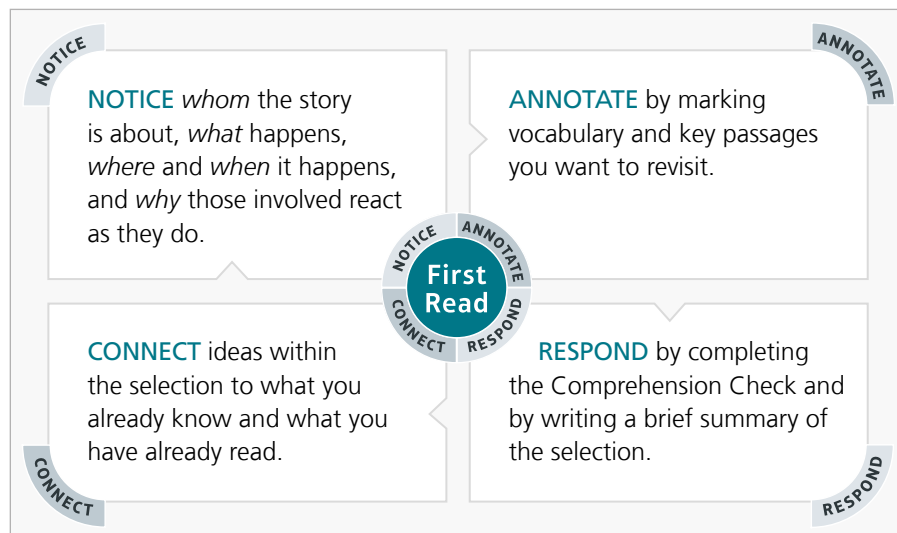 NOTICE
NOTICE whom the story
is about, what happens,
where and when it happens,
and why those involved react
as they do.
ANNOTATE
ANNOTATE by marking
vocabulary and key passages
you want to revisit.
NOTICE
ANNOTATE
First
Read
CONNECT
RESPOND
CONNECT ideas within
the selection to what you
already know and what you
have already read.
CONNECT
RESPOND by completing
the Comprehension Check and
by writing a brief summary of
the selection.
RESPOND